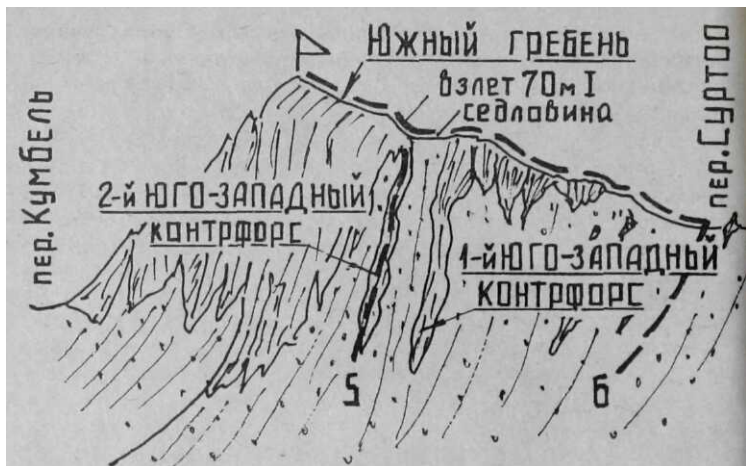 Южный гребень
взлет 70м I
седловина
пер. Кумбель
пер. Суртоо
2-й юго-западный
контрфорс
1-й юго-западный
контрфорс
5
6